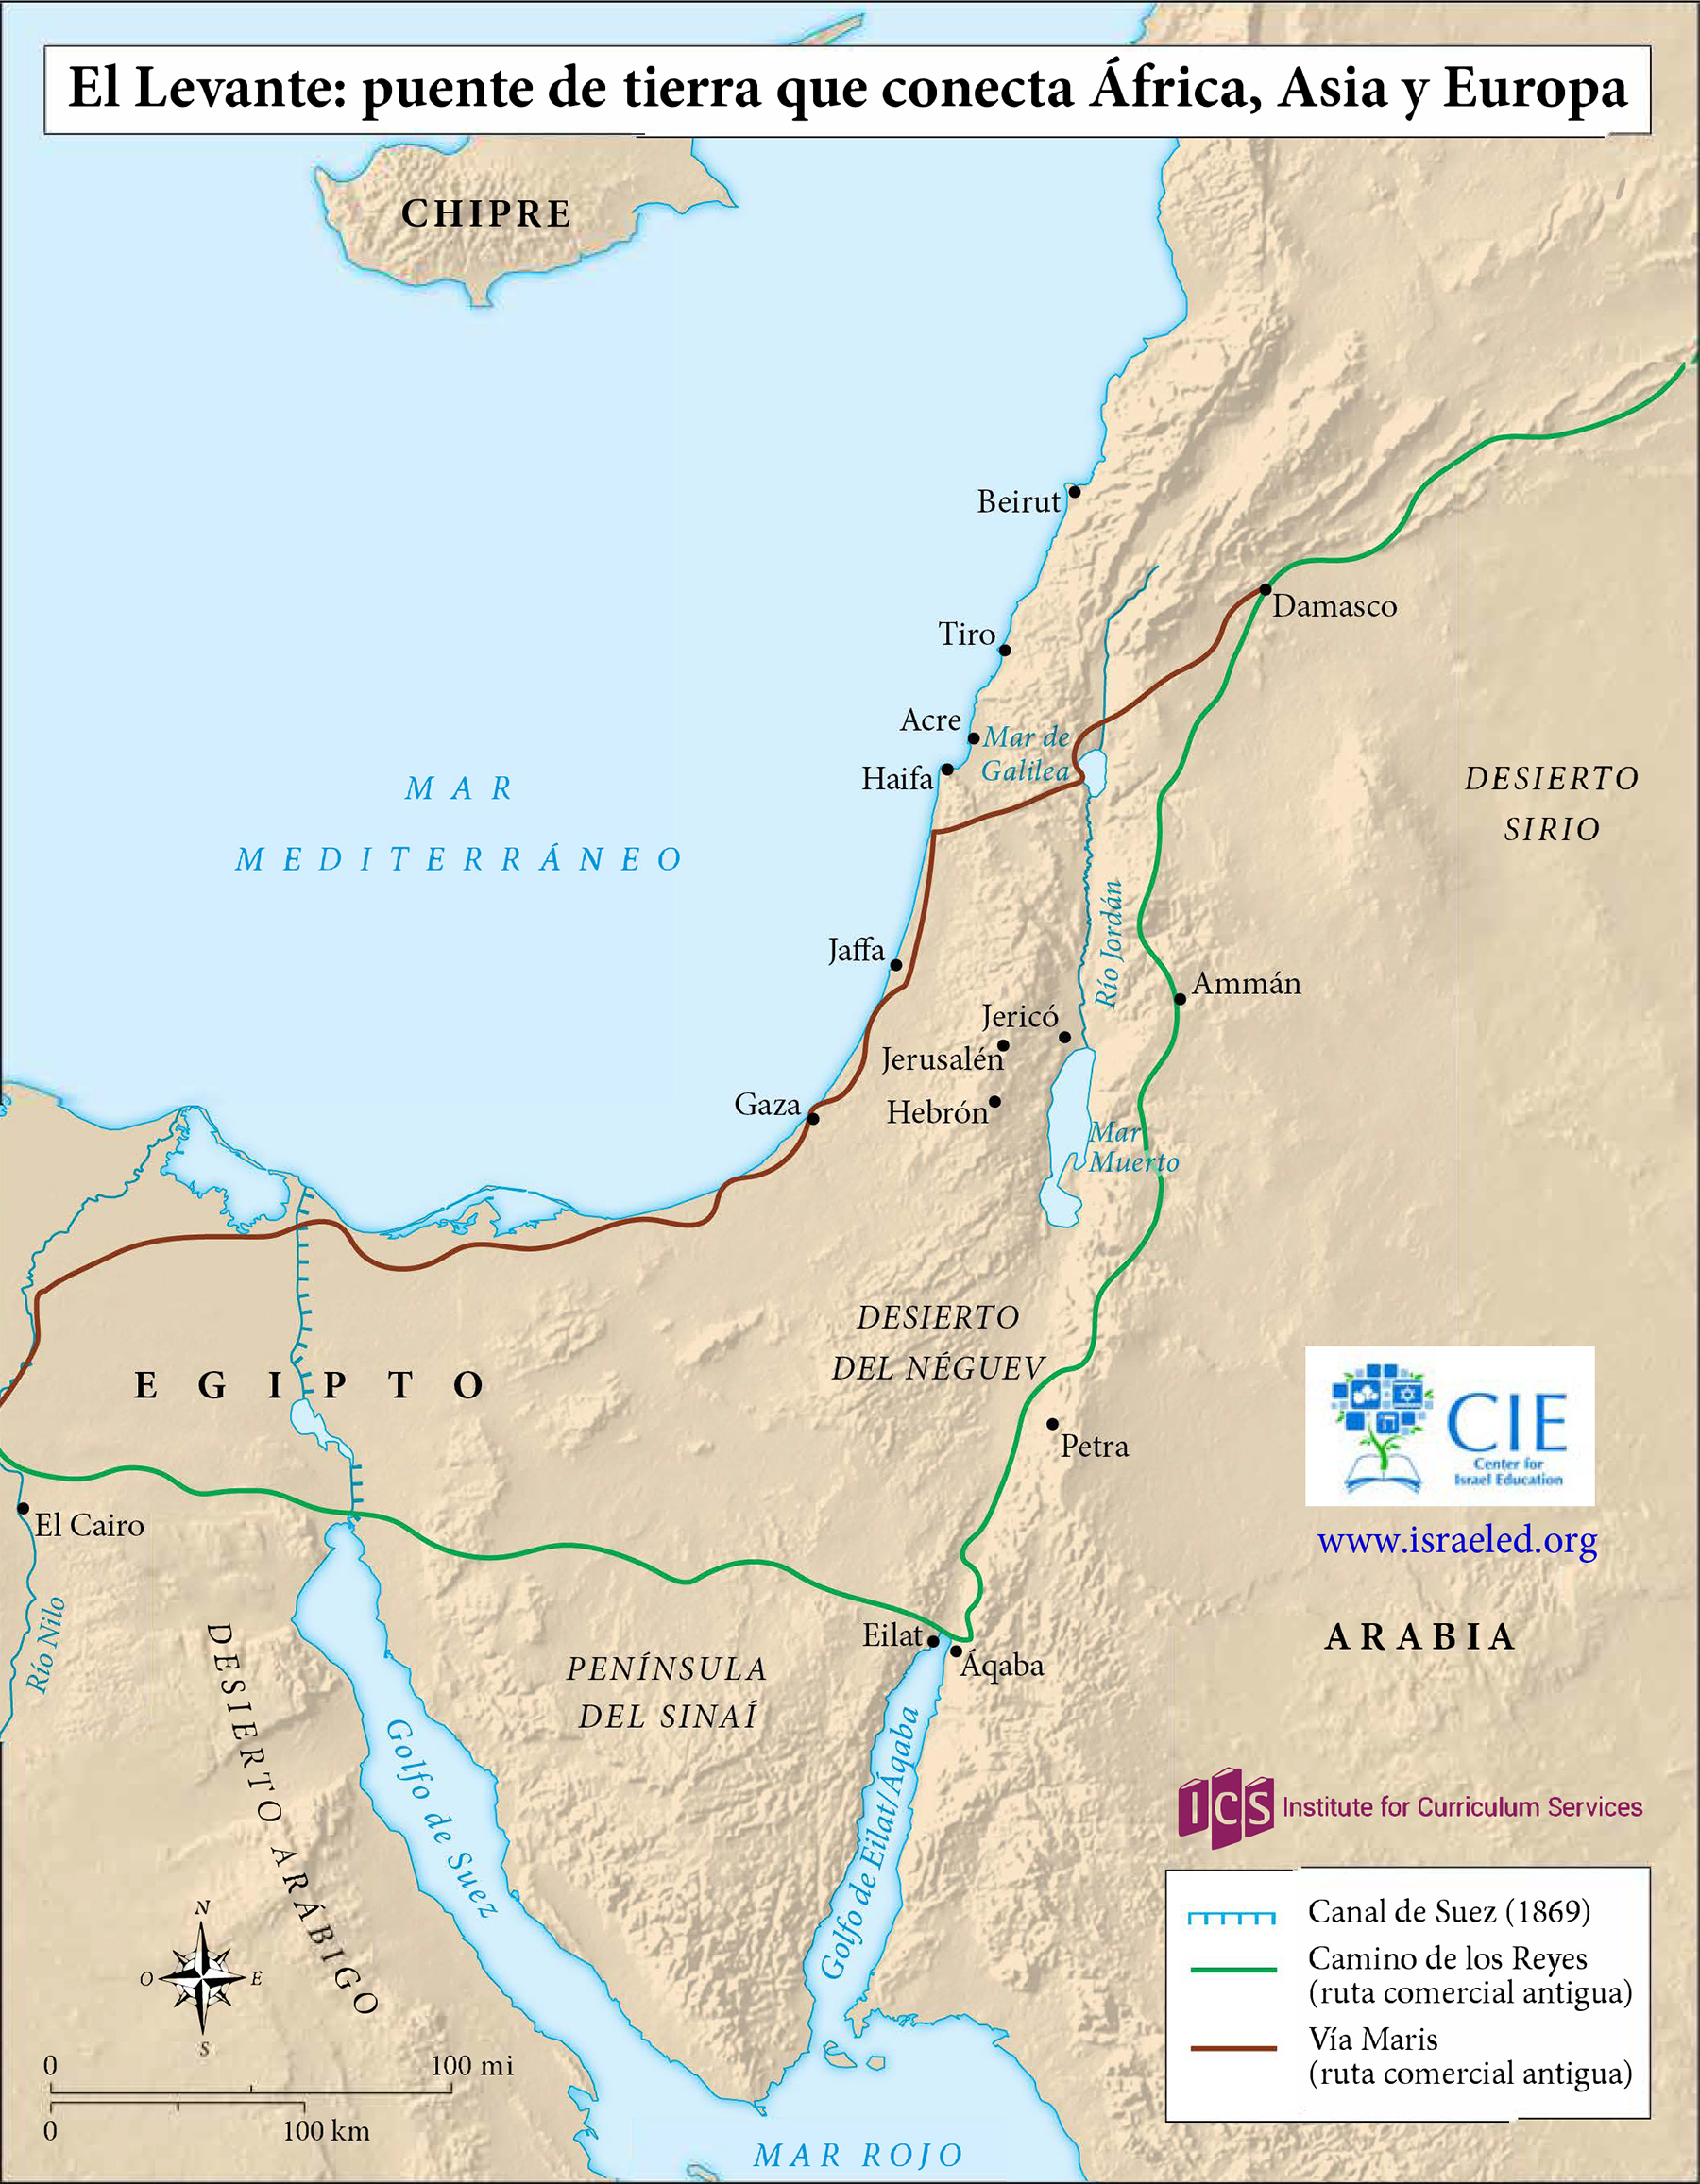 El Levante: puente de tierra que conecta África, Asia y Europa
CHIPRE
Beirut
Damasco
Tiro
Acre
Mar de
Galilea
Haifa
MAR
MEDITERRÁNEO
DESIERTO
SIRIO
Río Jordán
Jaffa
Ammán
Jericó
Jerusalén
Gaza
Hebrón
Mar
Muerto
DESIERTO
DEL NÉGUEV
EGIPTO
Petra
CIE
Center for
Israel Education
www.israeled.org
El Cairo
Río Nilo
DESIERTO ARÁBIGO
Eilat
Áqaba
ARABIA
PENÍNSULA
DEL SINAÍ
Golfo de Suez
Golfo de Eilat/Áqaba
ICS Institute for Curriculum Services
Canal de Suez (1869)
Camino de los Reyes
(ruta comercial antigua)
Vía Maris
(ruta comercial antigua)
N
O E
S
0 100 mi
0 100 km
MAR ROJO